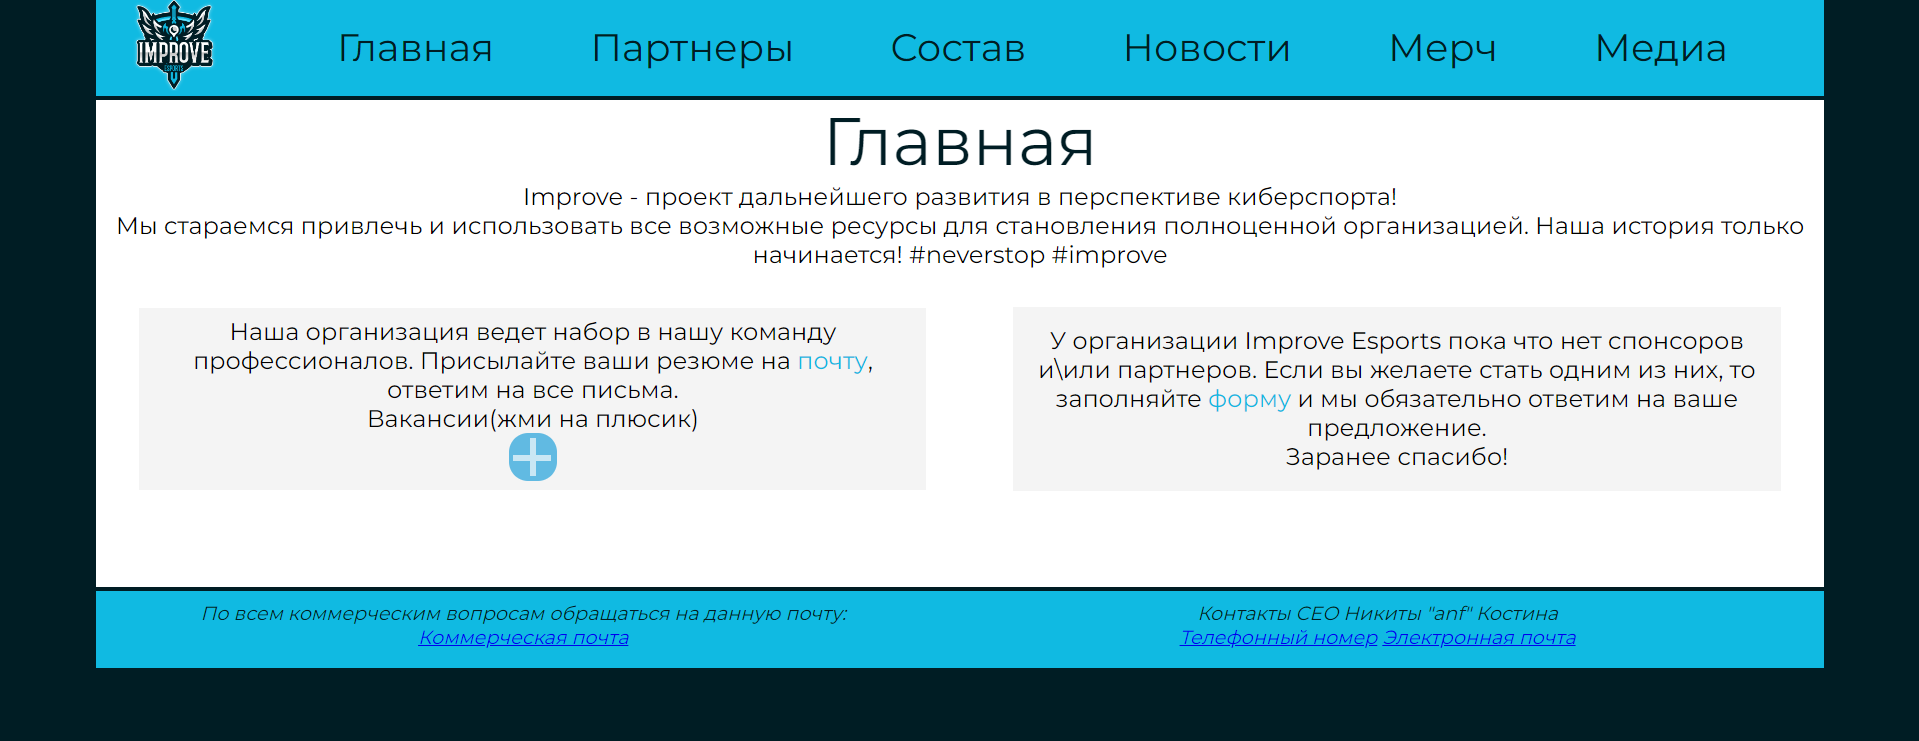 IMPROVE
ESPORTS
Главная Партнеры Состав Новости Мерч Медиа
Главная
Improve - проект дальнейшего развития в перспективе киберспорта!
Мы стараемся привлечь и использовать все возможные ресурсы для становления полноценной организацией. Наша история только
начинается! #neverstop #improve
Наша организация ведет набор в нашу команду
профессионалов. Присылайте ваши резюме на почту,
ответим на все письма.
Вакансии(жми на плюсик)
У организации Improve Esports пока что нет спонсоров
и\или партнеров. Если вы желаете стать одним из них, то
заполняйте форму и мы обязательно ответим на ваше
предложение.
Заранее спасибо!
По всем коммерческим вопросам обращаться на данную почту:
Коммерческая почта
Контакты CEO Никиты "anf" Костина
Телефонный номер Электронная почта